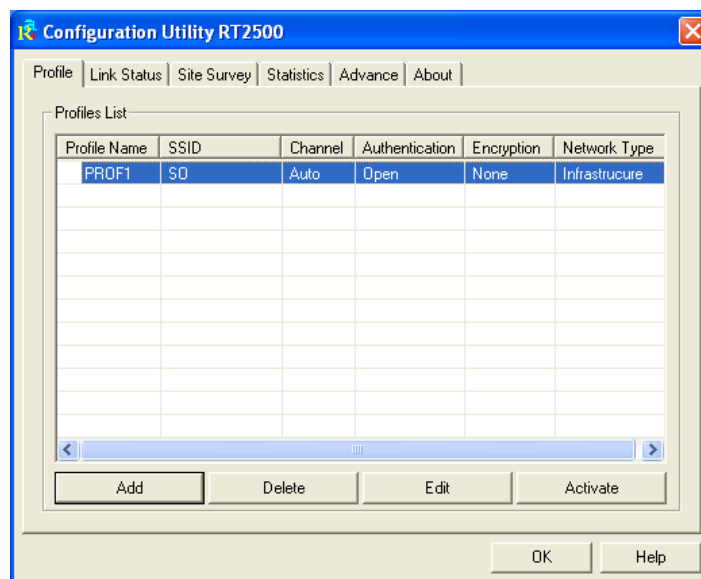 Configuration Utility RT2500
Profile Link Status Site Survey Statistics Advance About
Profiles List
Profile Name SSID Channel Authentication Encryption Network Type
PROF1 SO Auto Open None Infrastrucure
Add Delete Edit Activate
OK Help